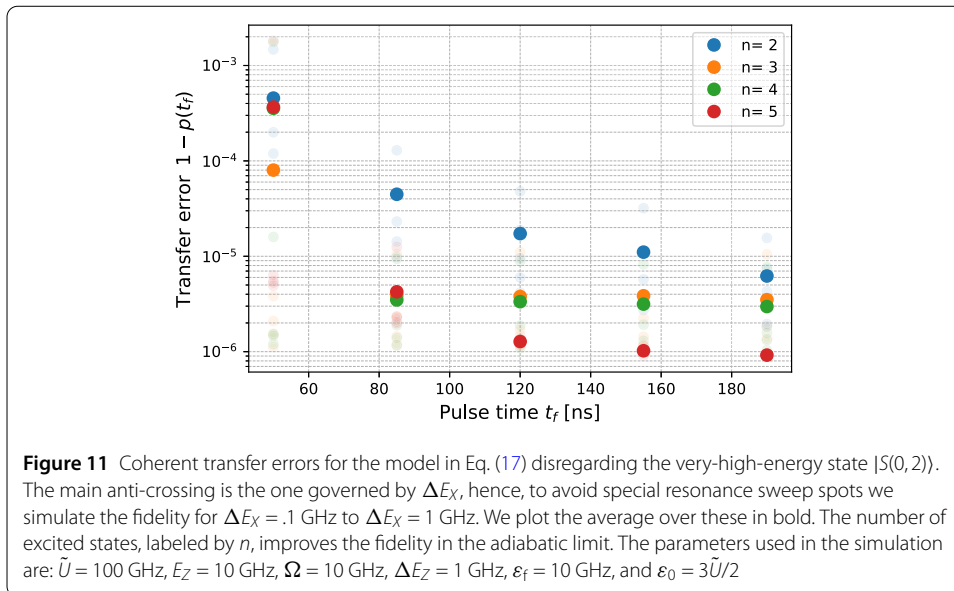 10⁻³
10⁻⁴
10⁻⁵
10⁻⁶
Transfer error 1 − p(t_f)
n= 2
n= 3
n= 4
n= 5
60 80 100 120 140 160 180
Pulse time t_f [ns]
Figure 11 Coherent transfer errors for the model in Eq. (17) disregarding the very-high-energy state |S(0, 2)⟩.
The main anti-crossing is the one governed by ΔE_X, hence, to avoid special resonance sweep spots we
simulate the fidelity for ΔE_X = .1 GHz to ΔE_X = 1 GHz. We plot the average over these in bold. The number of
excited states, labeled by n, improves the fidelity in the adiabatic limit. The parameters used in the simulation
are: Ũ = 100 GHz, E_Z = 10 GHz, Ω = 10 GHz, ΔE_Z = 1 GHz, ε_f = 10 GHz, and ε_0 = 3Ũ/2